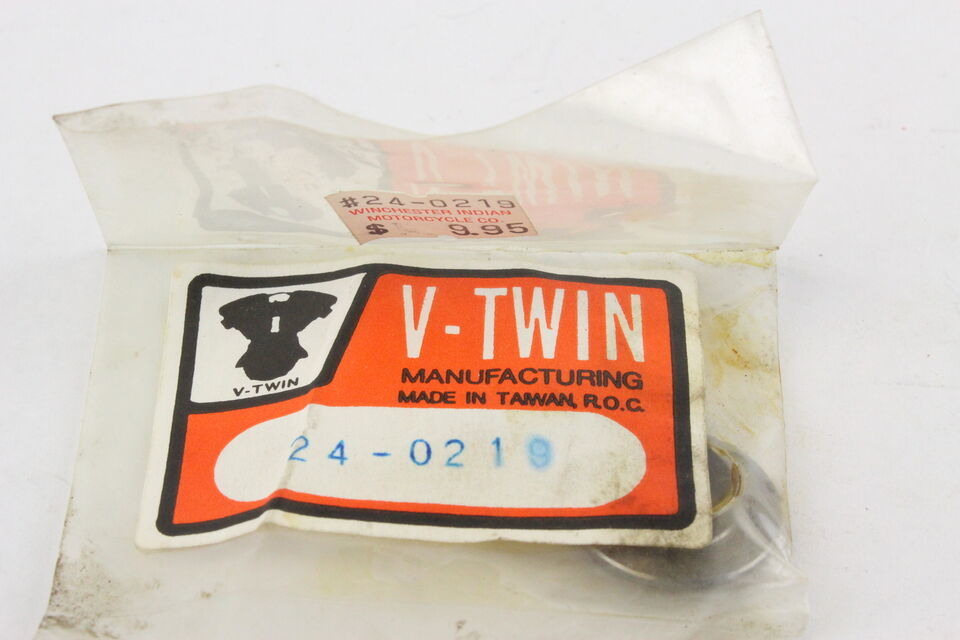 #24-0219
WINCHESTER INDIAN
MOTORCYCLE CO.
$ 9.95
V-TWIN
V-TWIN
MANUFACTURING
MADE IN TAIWAN, R.O.C.
24-0219